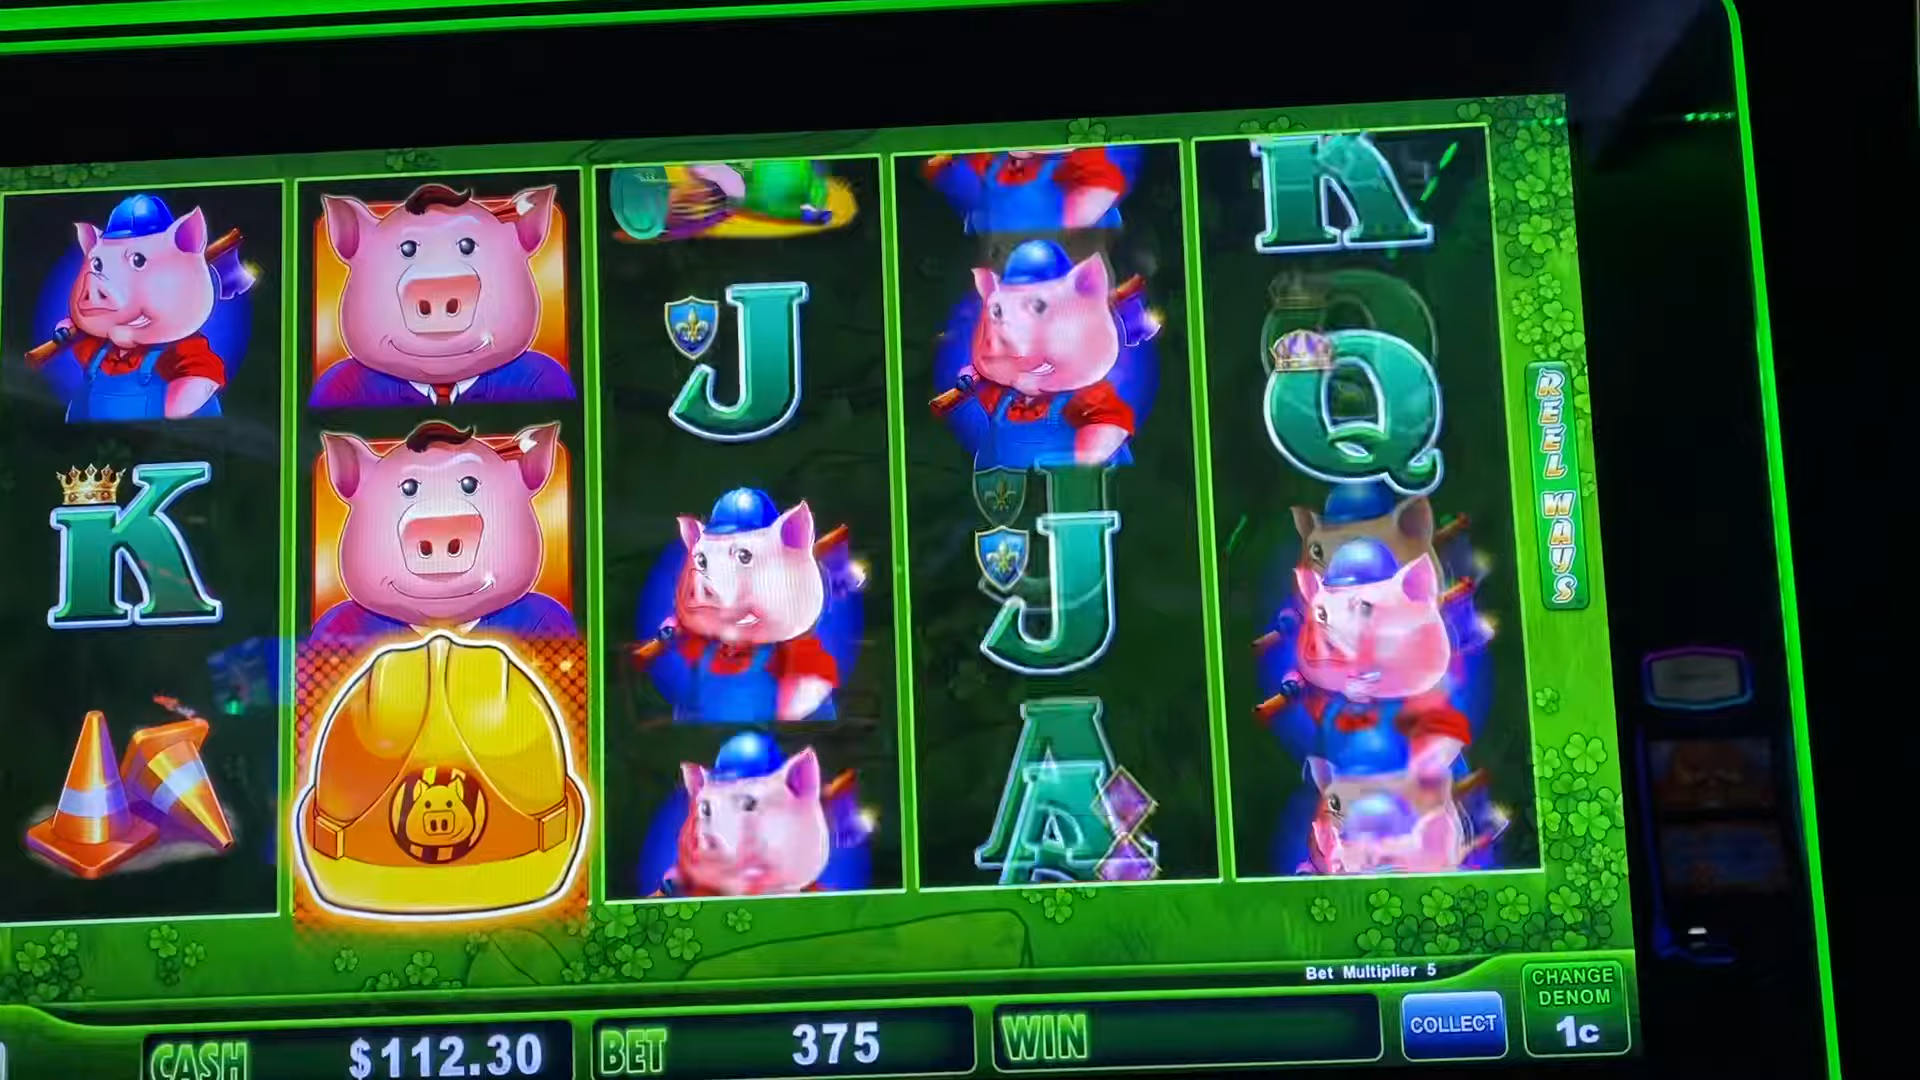 K
J
Q
K
J
A
REEL WAYS
Bet Multiplier 5
CHANGE
DENOM
1c
CASH $112.30
BET 375
WIN
COLLECT